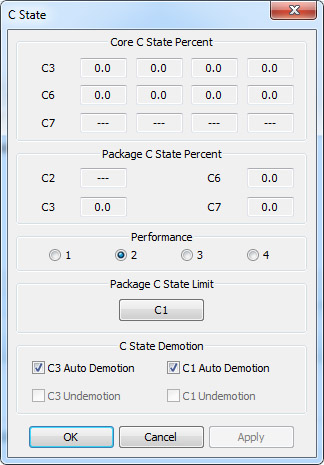 C State
Core C State Percent
C3 0.0 0.0 0.0 0.0
C6 0.0 0.0 0.0 0.0
C7 --- --- --- ---
Package C State Percent
C2 --- C6 0.0
C3 0.0 C7 0.0
Performance
1 2 3 4
Package C State Limit
C1
C State Demotion
C3 Auto Demotion C1 Auto Demotion
C3 Undemotion C1 Undemotion
OK Cancel Apply